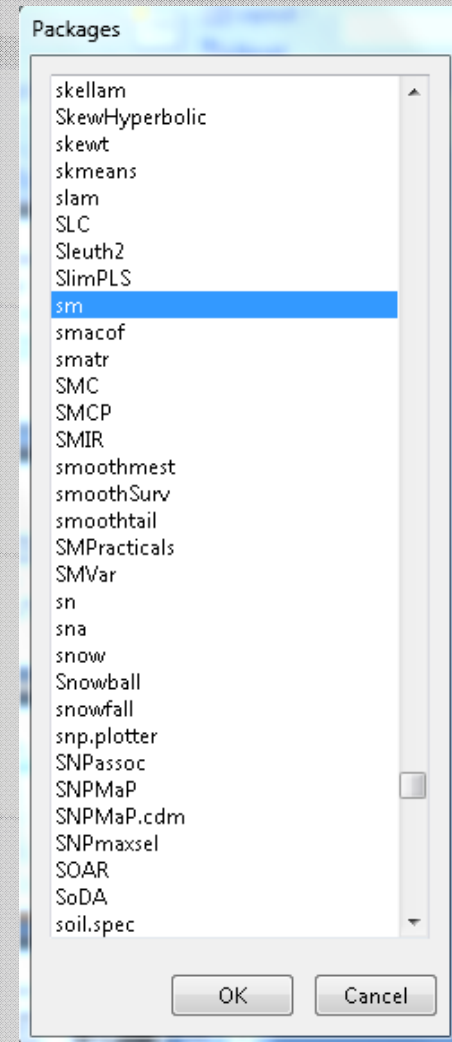 Packages
skellam
SkewHyperbolic
skewt
skmeans
slam
SLC
Sleuth2
SlimPLS
sm
smacof
smatr
SMC
SMCP
SMIR
smoothmest
smoothSurv
smoothtail
SMPracticals
SMVar
sn
sna
snow
Snowball
snowfall
snp.plotter
SNPassoc
SNPMaP
SNPMaP.cdm
SNPmaxsel
SOAR
SoDA
soil.spec
OK Cancel